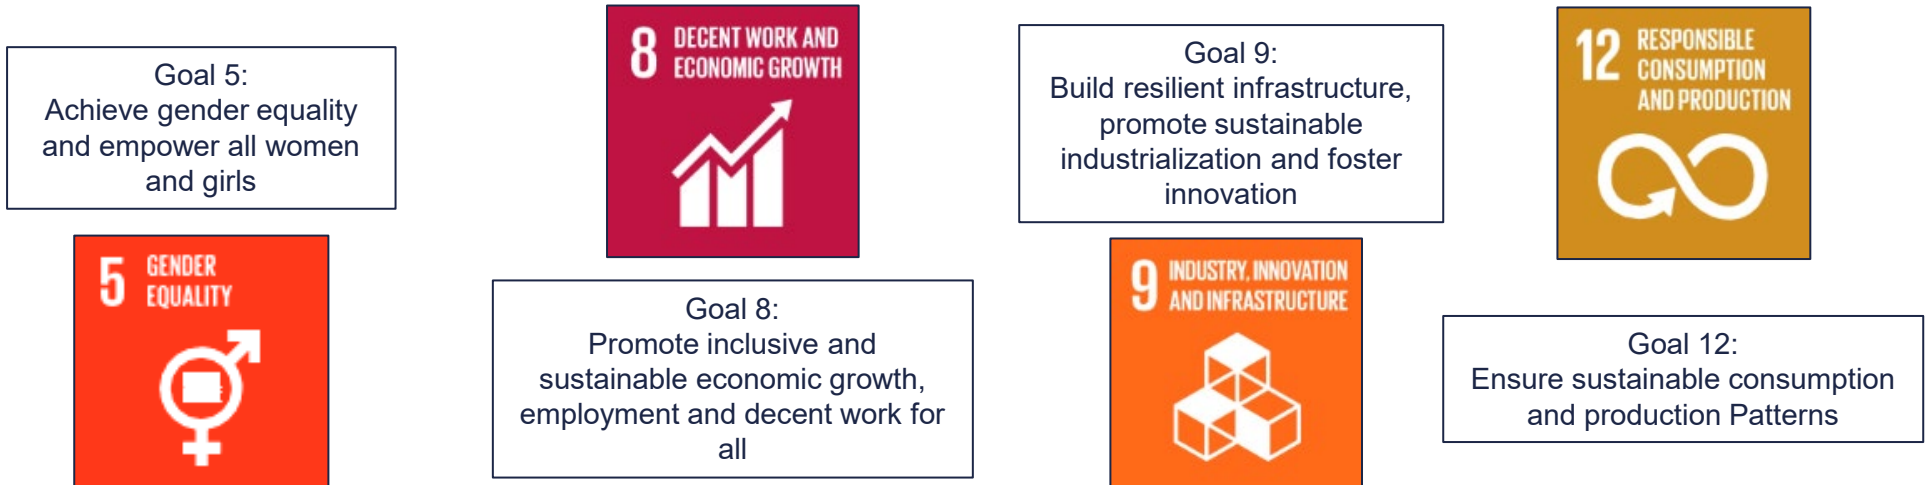 Goal 5:
Achieve gender equality
and empower all women
and girls
5 GENDER
EQUALITY
8 DECENT WORK AND
ECONOMIC GROWTH
Goal 8:
Promote inclusive and
sustainable economic growth,
employment and decent work for
all
Goal 9:
Build resilient infrastructure,
promote sustainable
industrialization and foster
innovation
9 INDUSTRY, INNOVATION
AND INFRASTRUCTURE
12 RESPONSIBLE
CONSUMPTION
AND PRODUCTION
Goal 12:
Ensure sustainable consumption
and production Patterns